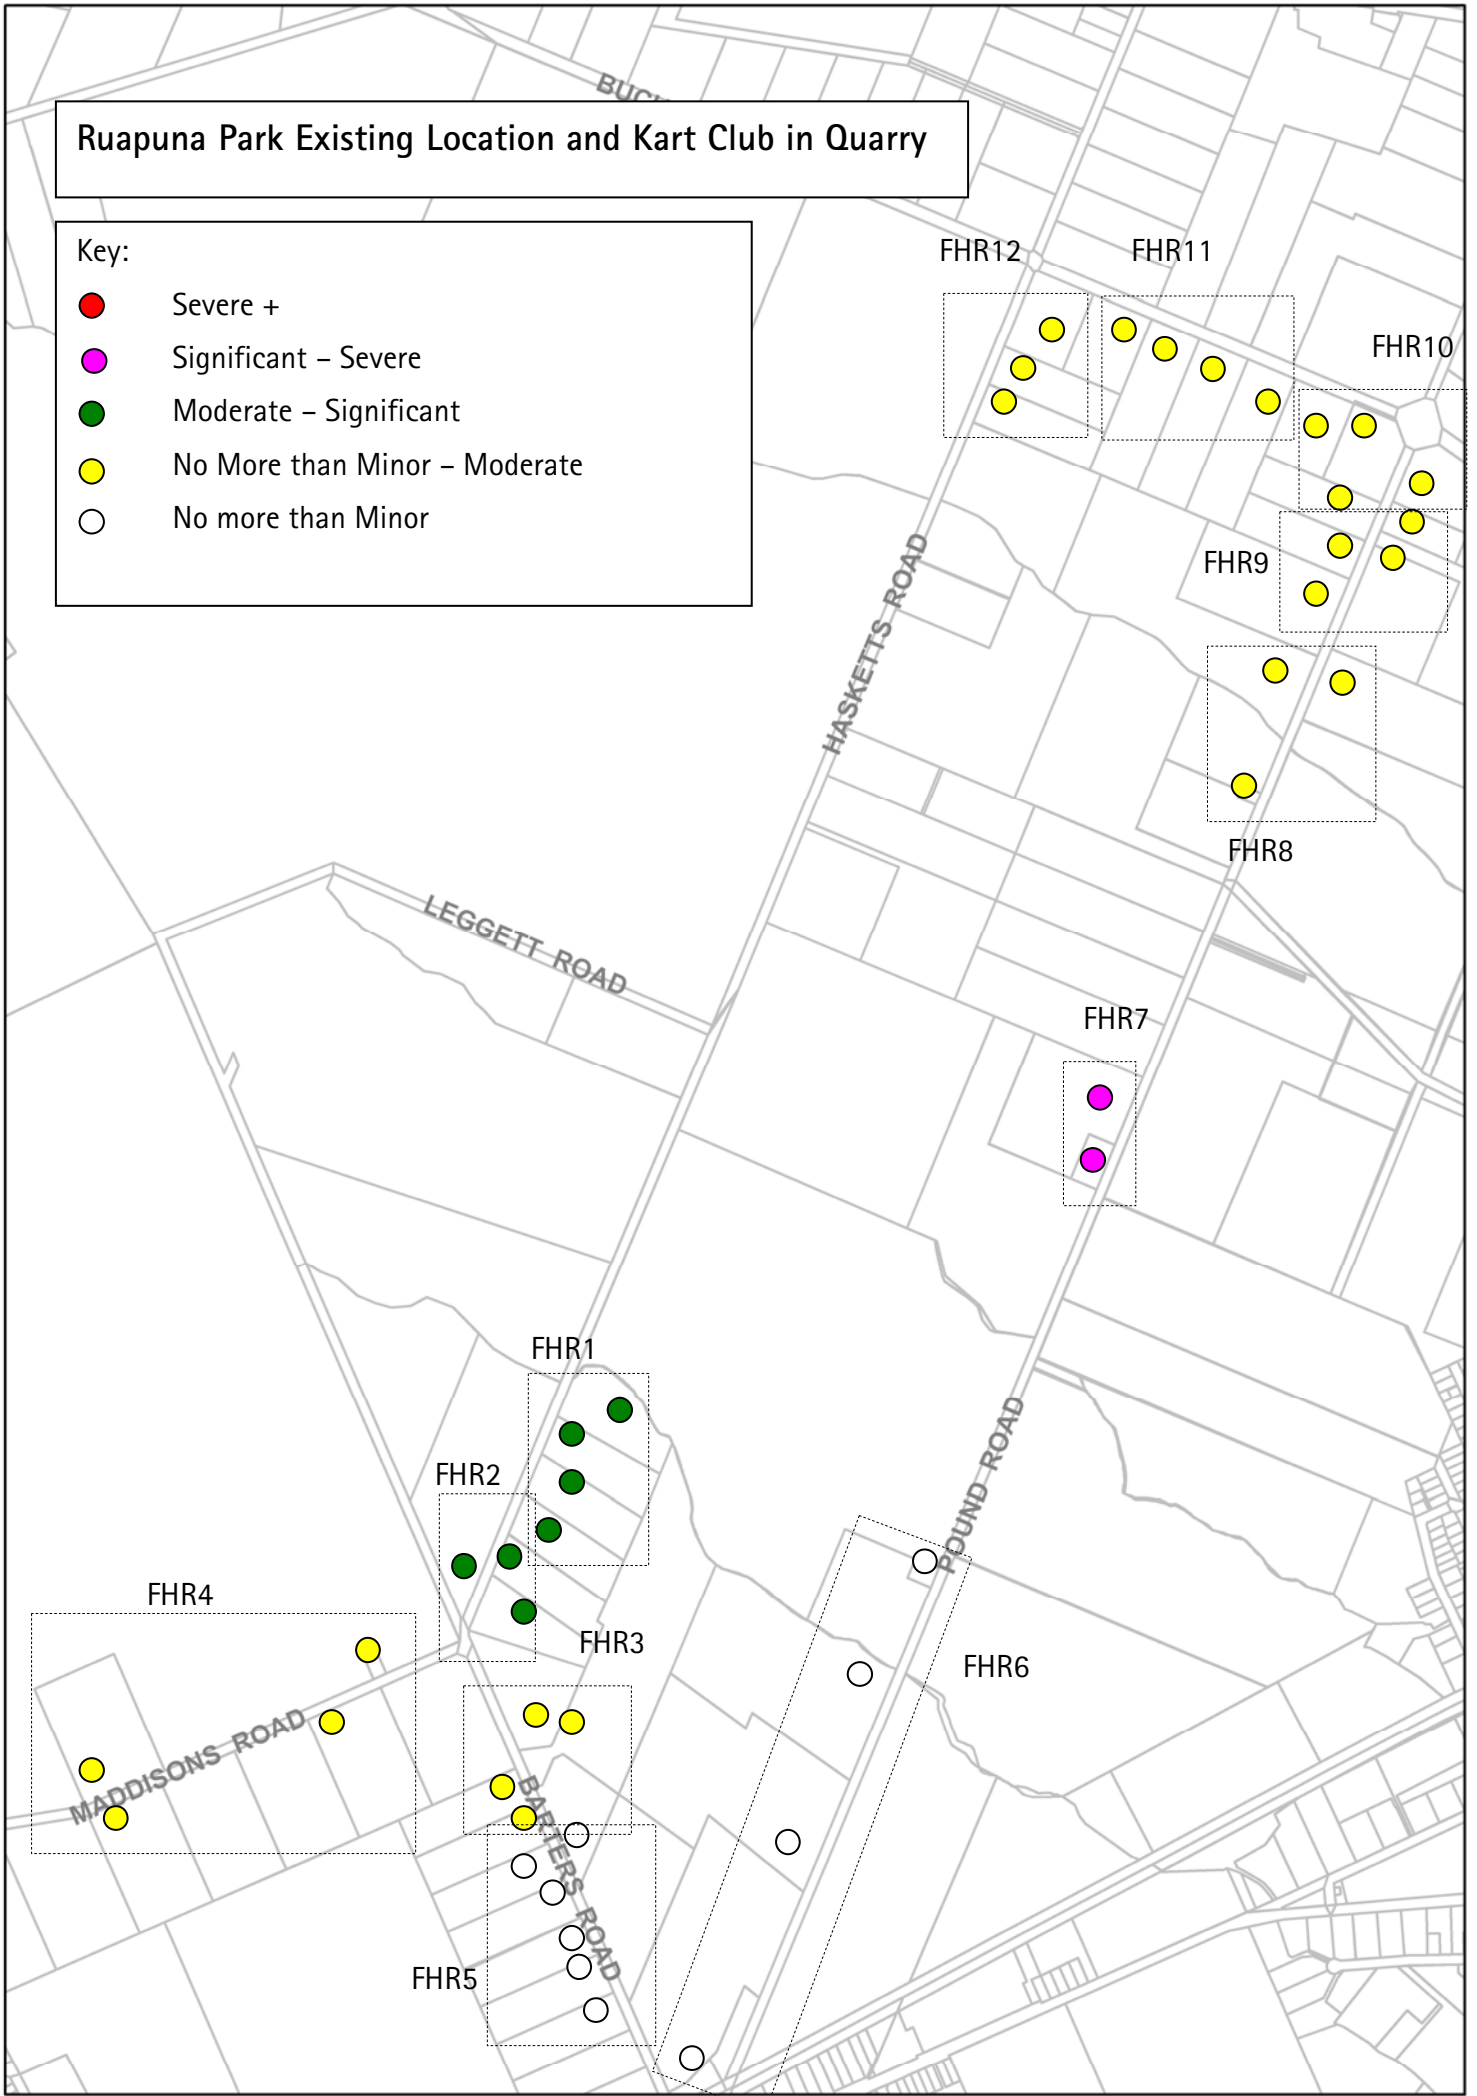 BUCK
Ruapuna Park Existing Location and Kart Club in Quarry
Key:
Severe +
Significant – Severe
Moderate – Significant
No More than Minor – Moderate
No more than Minor
FHR12
FHR11
FHR10
FHR9
HASKETTS ROAD
FHR8
LEGGETT ROAD
FHR7
FHR1
POUND ROAD
FHR2
FHR4
FHR3
FHR6
MADDISONS ROAD
BARTERS ROAD
FHR5